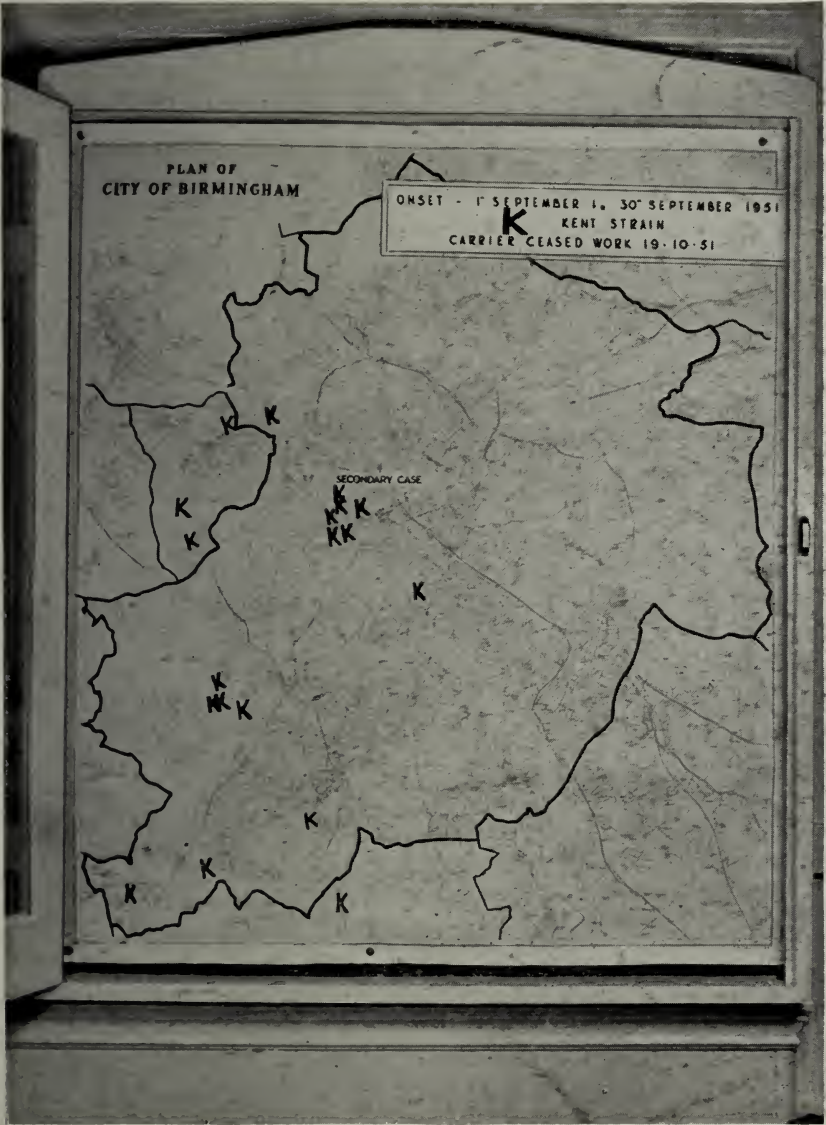 PLAN OF
CITY OF BIRMINGHAM
ONSET - 1ST SEPTEMBER to 30TH SEPTEMBER 1951
K KENT STRAIN
CARRIER CEASED WORK 19·10·51
K K
SECONDARY CASE
K
K K K
K
K K
K
K
K
K K
K
K
K
K
K